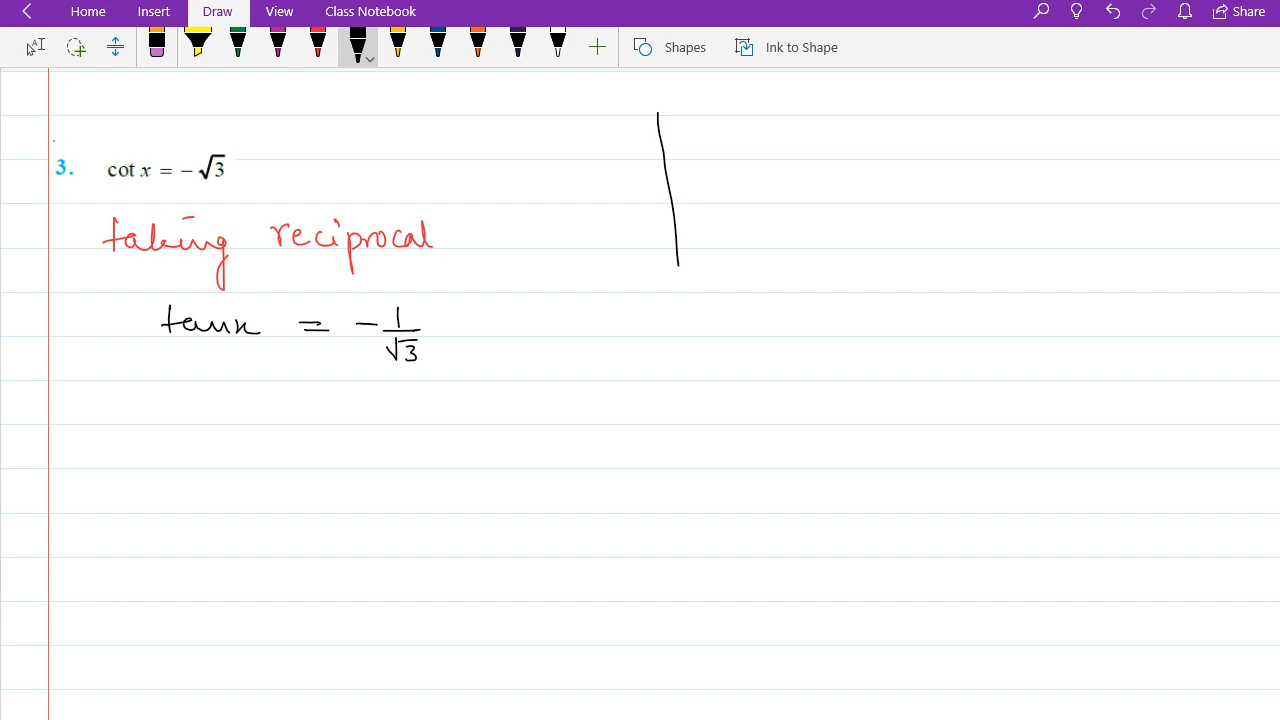 Home Insert Draw View Class Notebook Share
Shapes Ink to Shape
3. cot x = − √3
taking reciprocal
tanx = − 1/√3